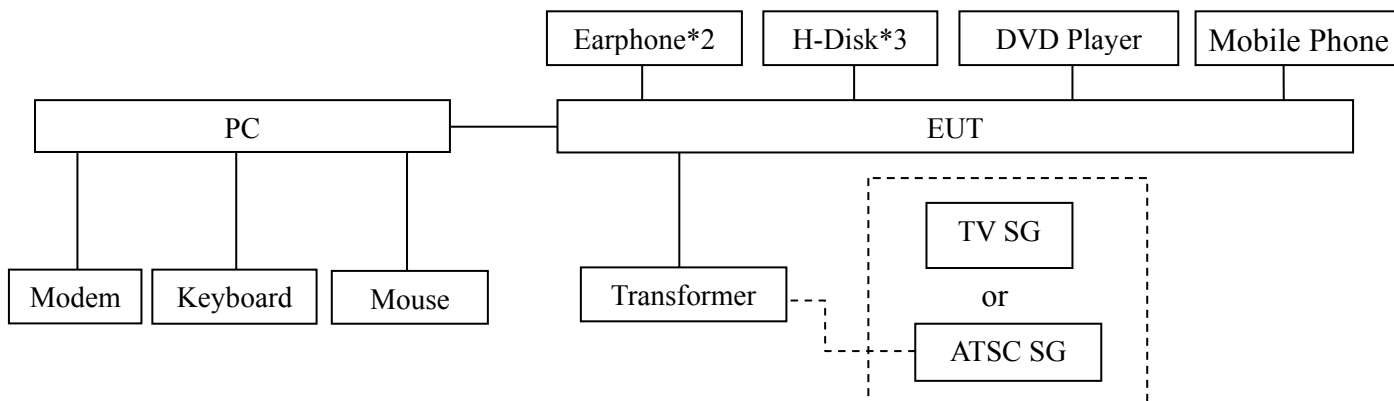 Earphone*2
H-Disk*3
DVD Player
Mobile Phone
PC
EUT
TV SG
Modem
Keyboard
Mouse
Transformer
or
ATSC SG